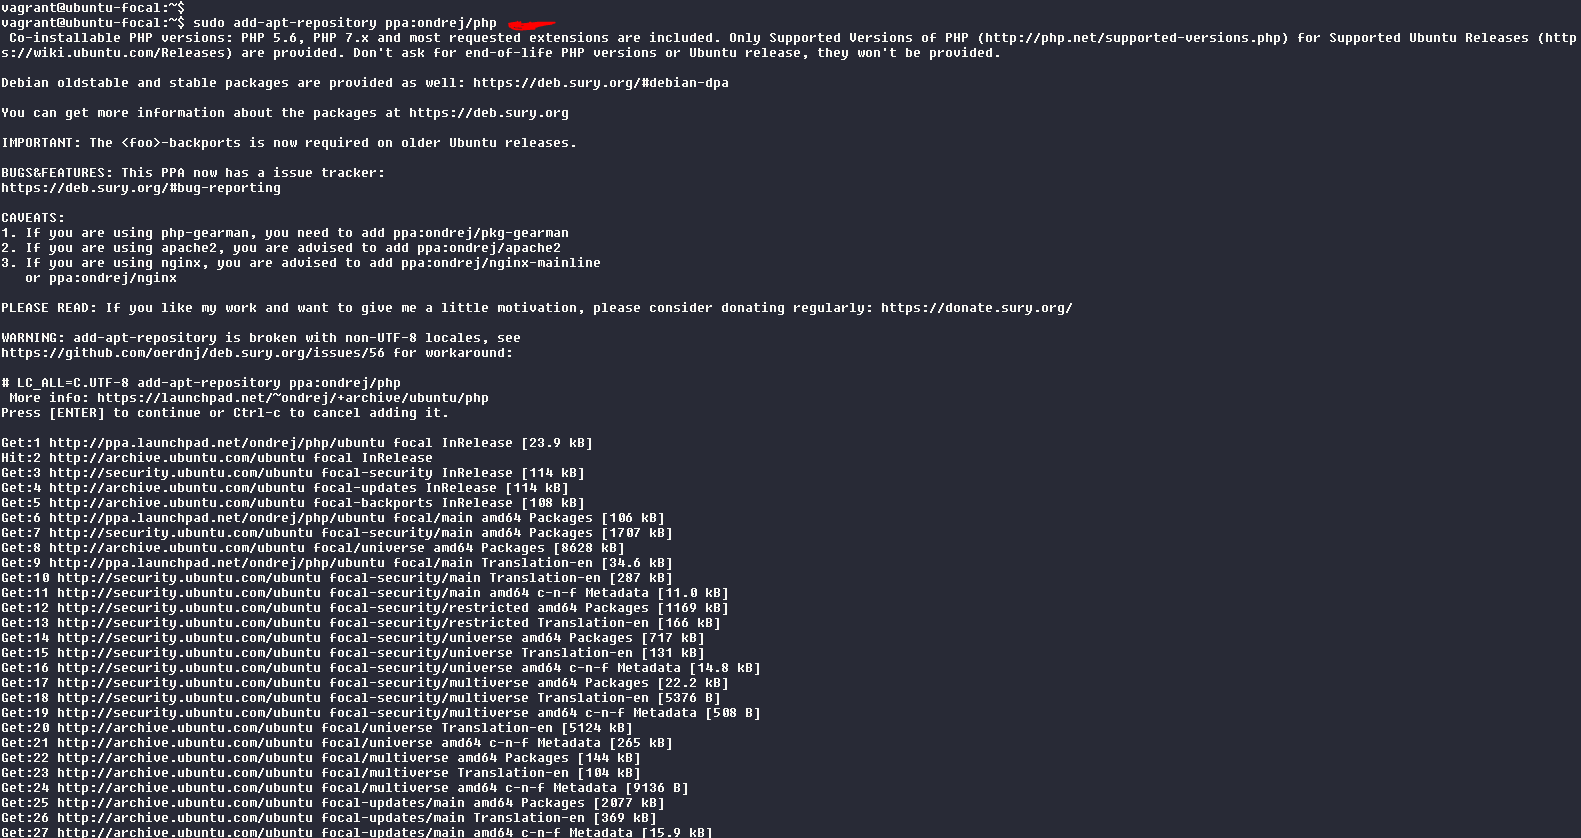 vagrant@ubuntu-focal:~$
vagrant@ubuntu-focal:~$ sudo add-apt-repository ppa:ondrej/php
 Co-installable PHP versions: PHP 5.6, PHP 7.x and most requested extensions are included. Only Supported Versions of PHP (http://php.net/supported-versions.php) for Supported Ubuntu Releases (http
s://wiki.ubuntu.com/Releases) are provided. Don't ask for end-of-life PHP versions or Ubuntu release, they won't be provided.
Debian oldstable and stable packages are provided as well: https://deb.sury.org/#debian-dpa
You can get more information about the packages at https://deb.sury.org
IMPORTANT: The <foo>-backports is now required on older Ubuntu releases.
BUGS&FEATURES: This PPA now has a issue tracker:
https://deb.sury.org/#bug-reporting
CAVEATS:
1. If you are using php-gearman, you need to add ppa:ondrej/pkg-gearman
2. If you are using apache2, you are advised to add ppa:ondrej/apache2
3. If you are using nginx, you are advised to add ppa:ondrej/nginx-mainline
   or ppa:ondrej/nginx
PLEASE READ: If you like my work and want to give me a little motivation, please consider donating regularly: https://donate.sury.org/
WARNING: add-apt-repository is broken with non-UTF-8 locales, see
https://github.com/oerdnj/deb.sury.org/issues/56 for workaround:
# LC_ALL=C.UTF-8 add-apt-repository ppa:ondrej/php
 More info: https://launchpad.net/~ondrej/+archive/ubuntu/php
Press [ENTER] to continue or Ctrl-c to cancel adding it.
Get:1 http://ppa.launchpad.net/ondrej/php/ubuntu focal InRelease [23.9 kB]
Hit:2 http://archive.ubuntu.com/ubuntu focal InRelease
Get:3 http://security.ubuntu.com/ubuntu focal-security InRelease [114 kB]
Get:4 http://archive.ubuntu.com/ubuntu focal-updates InRelease [114 kB]
Get:5 http://archive.ubuntu.com/ubuntu focal-backports InRelease [108 kB]
Get:6 http://ppa.launchpad.net/ondrej/php/ubuntu focal/main amd64 Packages [106 kB]
Get:7 http://security.ubuntu.com/ubuntu focal-security/main amd64 Packages [1707 kB]
Get:8 http://archive.ubuntu.com/ubuntu focal/universe amd64 Packages [8628 kB]
Get:9 http://ppa.launchpad.net/ondrej/php/ubuntu focal/main Translation-en [34.6 kB]
Get:10 http://security.ubuntu.com/ubuntu focal-security/main Translation-en [287 kB]
Get:11 http://security.ubuntu.com/ubuntu focal-security/main amd64 c-n-f Metadata [11.0 kB]
Get:12 http://security.ubuntu.com/ubuntu focal-security/restricted amd64 Packages [1169 kB]
Get:13 http://security.ubuntu.com/ubuntu focal-security/restricted Translation-en [166 kB]
Get:14 http://security.ubuntu.com/ubuntu focal-security/universe amd64 Packages [717 kB]
Get:15 http://security.ubuntu.com/ubuntu focal-security/universe Translation-en [131 kB]
Get:16 http://security.ubuntu.com/ubuntu focal-security/universe amd64 c-n-f Metadata [14.8 kB]
Get:17 http://security.ubuntu.com/ubuntu focal-security/multiverse amd64 Packages [22.2 kB]
Get:18 http://security.ubuntu.com/ubuntu focal-security/multiverse Translation-en [5376 B]
Get:19 http://security.ubuntu.com/ubuntu focal-security/multiverse amd64 c-n-f Metadata [508 B]
Get:20 http://archive.ubuntu.com/ubuntu focal/universe Translation-en [5124 kB]
Get:21 http://archive.ubuntu.com/ubuntu focal/universe amd64 c-n-f Metadata [265 kB]
Get:22 http://archive.ubuntu.com/ubuntu focal/multiverse amd64 Packages [144 kB]
Get:23 http://archive.ubuntu.com/ubuntu focal/multiverse Translation-en [104 kB]
Get:24 http://archive.ubuntu.com/ubuntu focal/multiverse amd64 c-n-f Metadata [9136 B]
Get:25 http://archive.ubuntu.com/ubuntu focal-updates/main amd64 Packages [2077 kB]
Get:26 http://archive.ubuntu.com/ubuntu focal-updates/main Translation-en [369 kB]
Get:27 http://archive.ubuntu.com/ubuntu focal-updates/main amd64 c-n-f Metadata [15.9 kB]